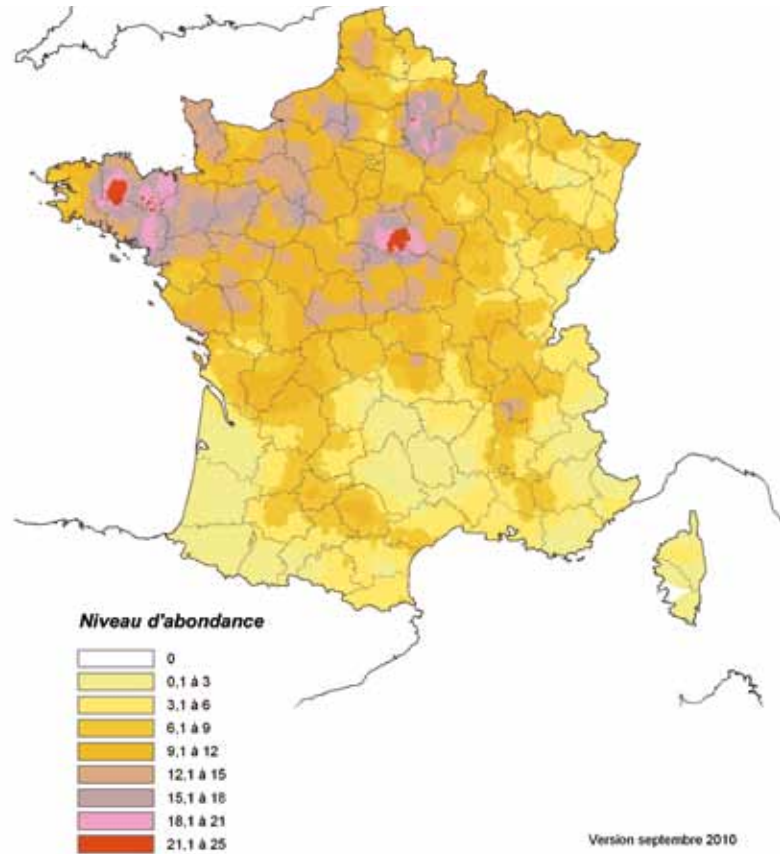 Niveau d'abondance
0
0,1 à 3
3,1 à 6
6,1 à 9
9,1 à 12
12,1 à 15
15,1 à 18
18,1 à 21
21,1 à 25
Version septembre 2010